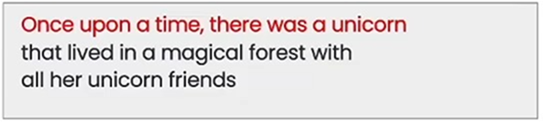 Once upon a time, there was a unicorn
that lived in a magical forest with
all her unicorn friends